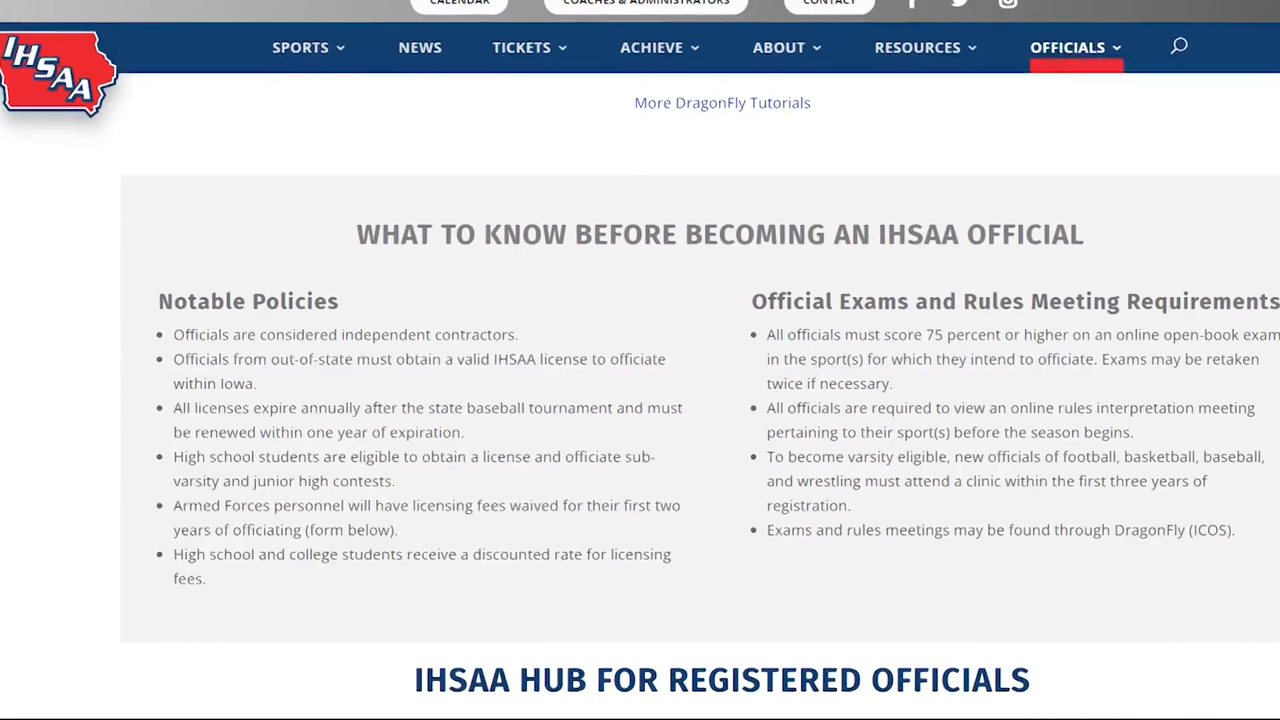 CALENDAR
COACHES & ADMINISTRATORS
CONTACT
IHSAA
SPORTS
NEWS
TICKETS
ACHIEVE
ABOUT
RESOURCES
OFFICIALS
More DragonFly Tutorials
WHAT TO KNOW BEFORE BECOMING AN IHSAA OFFICIAL
Notable Policies
Officials are considered independent contractors.
Officials from out-of-state must obtain a valid IHSAA license to officiate
within Iowa.
All licenses expire annually after the state baseball tournament and must
be renewed within one year of expiration.
High school students are eligible to obtain a license and officiate sub-
varsity and junior high contests.
Armed Forces personnel will have licensing fees waived for their first two
years of officiating (form below).
High school and college students receive a discounted rate for licensing
fees.
Official Exams and Rules Meeting Requirements
All officials must score 75 percent or higher on an online open-book exam
in the sport(s) for which they intend to officiate. Exams may be retaken
twice if necessary.
All officials are required to view an online rules interpretation meeting
pertaining to their sport(s) before the season begins.
To become varsity eligible, new officials of football, basketball, baseball,
and wrestling must attend a clinic within the first three years of
registration.
Exams and rules meetings may be found through DragonFly (ICOS).
IHSAA HUB FOR REGISTERED OFFICIALS